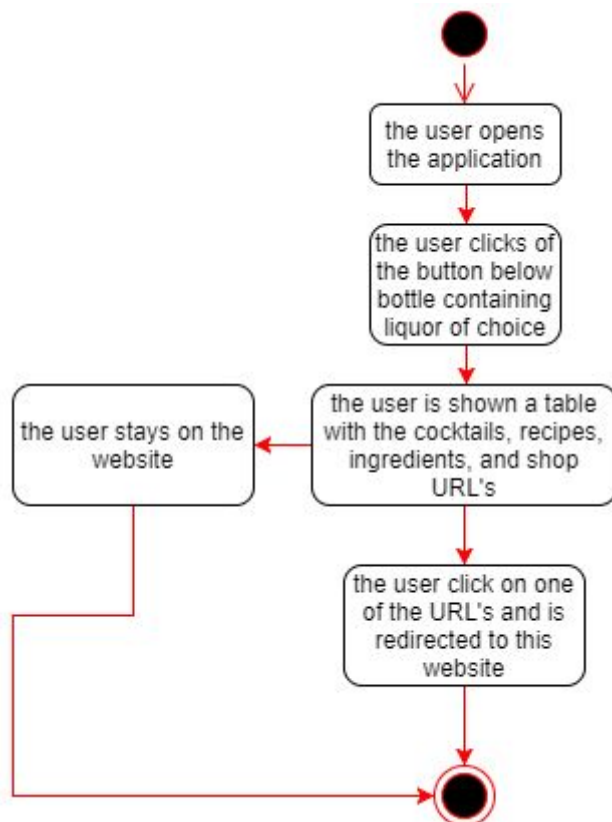 the user opens
the application
the user clicks of
the button below
bottle containing
liquor of choice
the user stays on the
website
the user is shown a table
with the cocktails, recipes,
ingredients, and shop
URL's
the user click on one
of the URL's and is
redirected to this
website